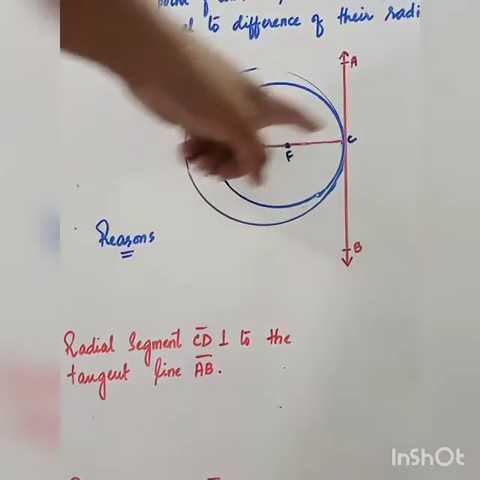 to difference of their radi
A
F
C
B
Reasons
Radial Segment CD ⊥ to the
tangent line AB.
InShOt